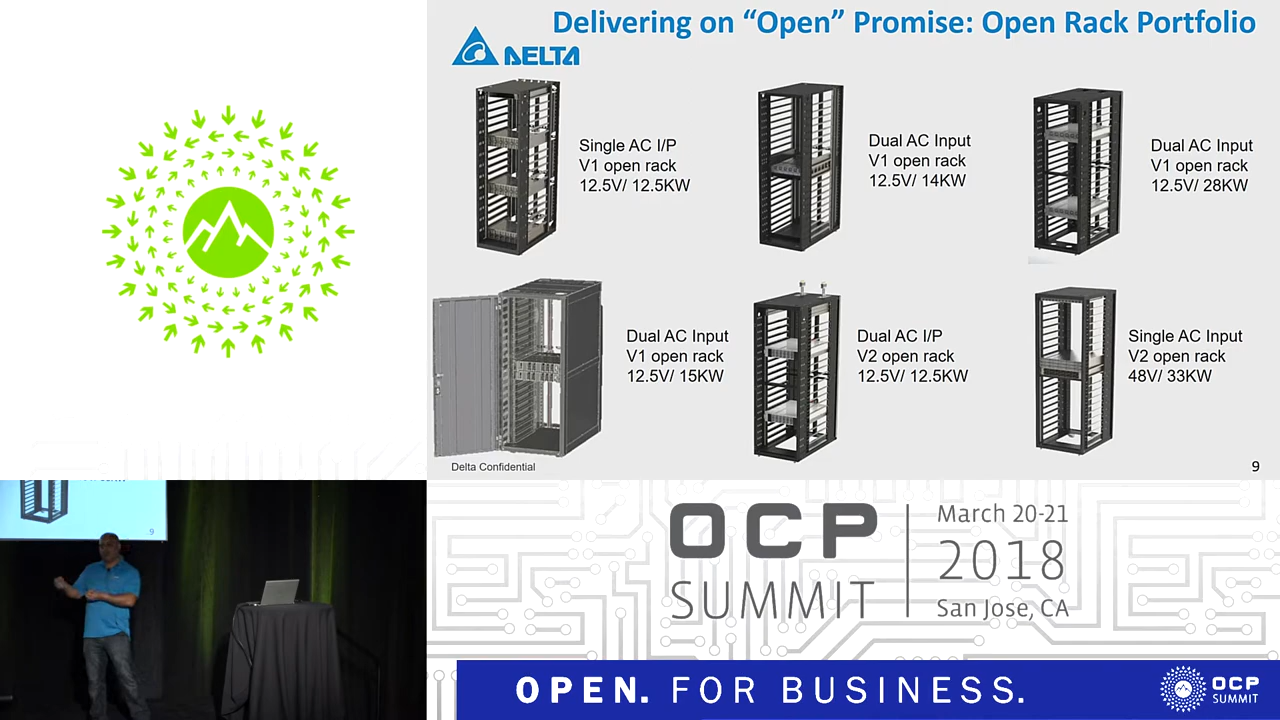 Delivering on “Open” Promise: Open Rack Portfolio
DELTA
Single AC I/P
V1 open rack
12.5V/ 12.5KW
Dual AC Input
V1 open rack
12.5V/ 14KW
Dual AC Input
V1 open rack
12.5V/ 28KW
Dual AC Input
V1 open rack
12.5V/ 15KW
Dual AC I/P
V2 open rack
12.5V/ 12.5KW
Single AC Input
V2 open rack
48V/ 33KW
Delta Confidential
9
9
OCP
SUMMIT
March 20-21
2018
San Jose, CA
OPEN. FOR BUSINESS.
OCP
SUMMIT